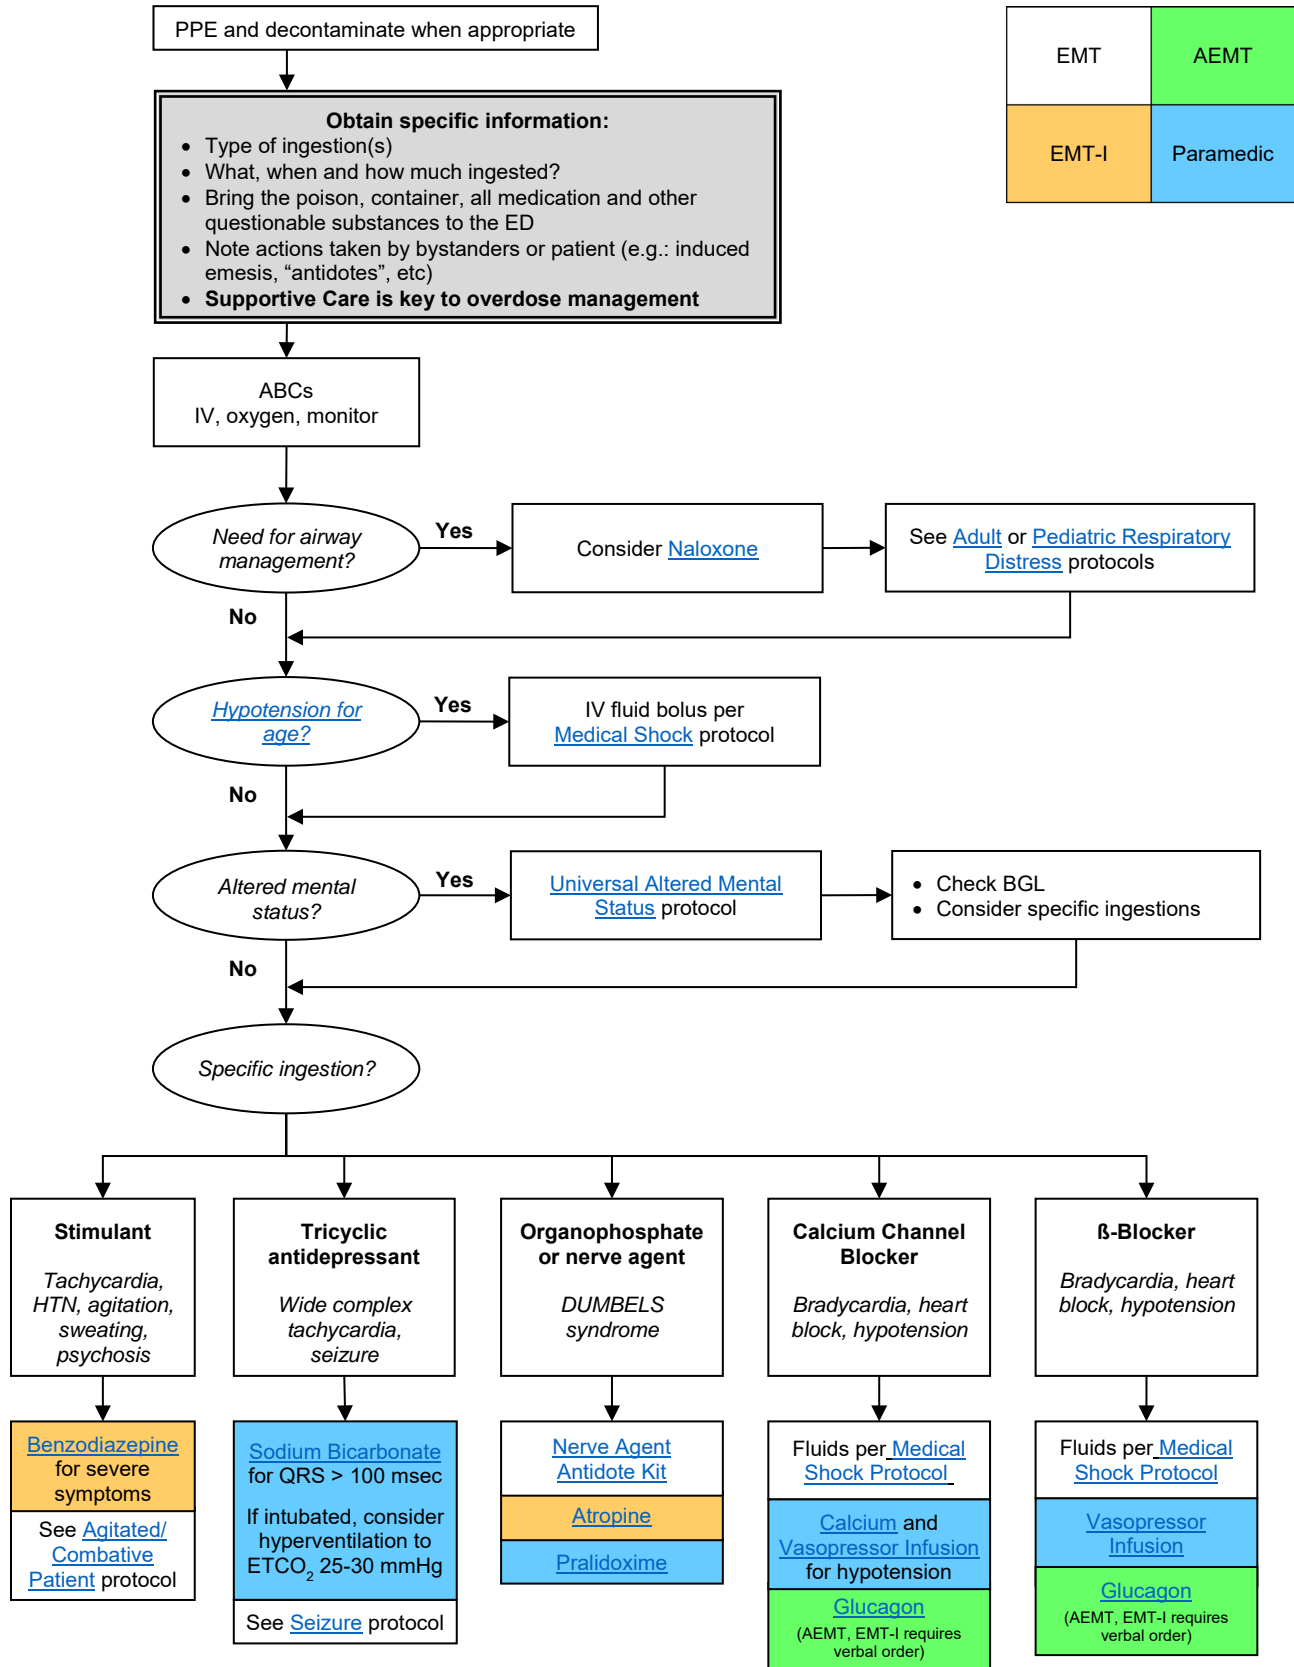 PPE and decontaminate when appropriate
EMT
AEMT
EMT-I
Paramedic
Obtain specific information:
• Type of ingestion(s)
• What, when and how much ingested?
• Bring the poison, container, all medication and other
questionable substances to the ED
• Note actions taken by bystanders or patient (e.g.: induced
emesis, “antidotes”, etc)
• Supportive Care is key to overdose management
ABCs
IV, oxygen, monitor
Need for airway
management?
Yes
Consider Naloxone
See Adult or Pediatric Respiratory
Distress protocols
No
Hypotension for
age?
Yes
IV fluid bolus per
Medical Shock protocol
No
Altered mental
status?
Yes
Universal Altered Mental
Status protocol
• Check BGL
• Consider specific ingestions
No
Specific ingestion?
Stimulant
Tachycardia,
HTN, agitation,
sweating,
psychosis
Benzodiazepine
for severe
symptoms
See Agitated/
Combative
Patient protocol
Tricyclic
antidepressant
Wide complex
tachycardia,
seizure
Sodium Bicarbonate
for QRS > 100 msec
If intubated, consider
hyperventilation to
ETCO2 25-30 mmHg
See Seizure protocol
Organophosphate
or nerve agent
DUMBELS
syndrome
Nerve Agent
Antidote Kit
Atropine
Pralidoxime
Calcium Channel
Blocker
Bradycardia, heart
block, hypotension
Fluids per Medical
Shock Protocol
Calcium and
Vasopressor Infusion
for hypotension
Glucagon
(AEMT, EMT-I requires
verbal order)
ß-Blocker
Bradycardia, heart
block, hypotension
Fluids per Medical
Shock Protocol
Vasopressor
Infusion
Glucagon
(AEMT, EMT-I requires
verbal order)